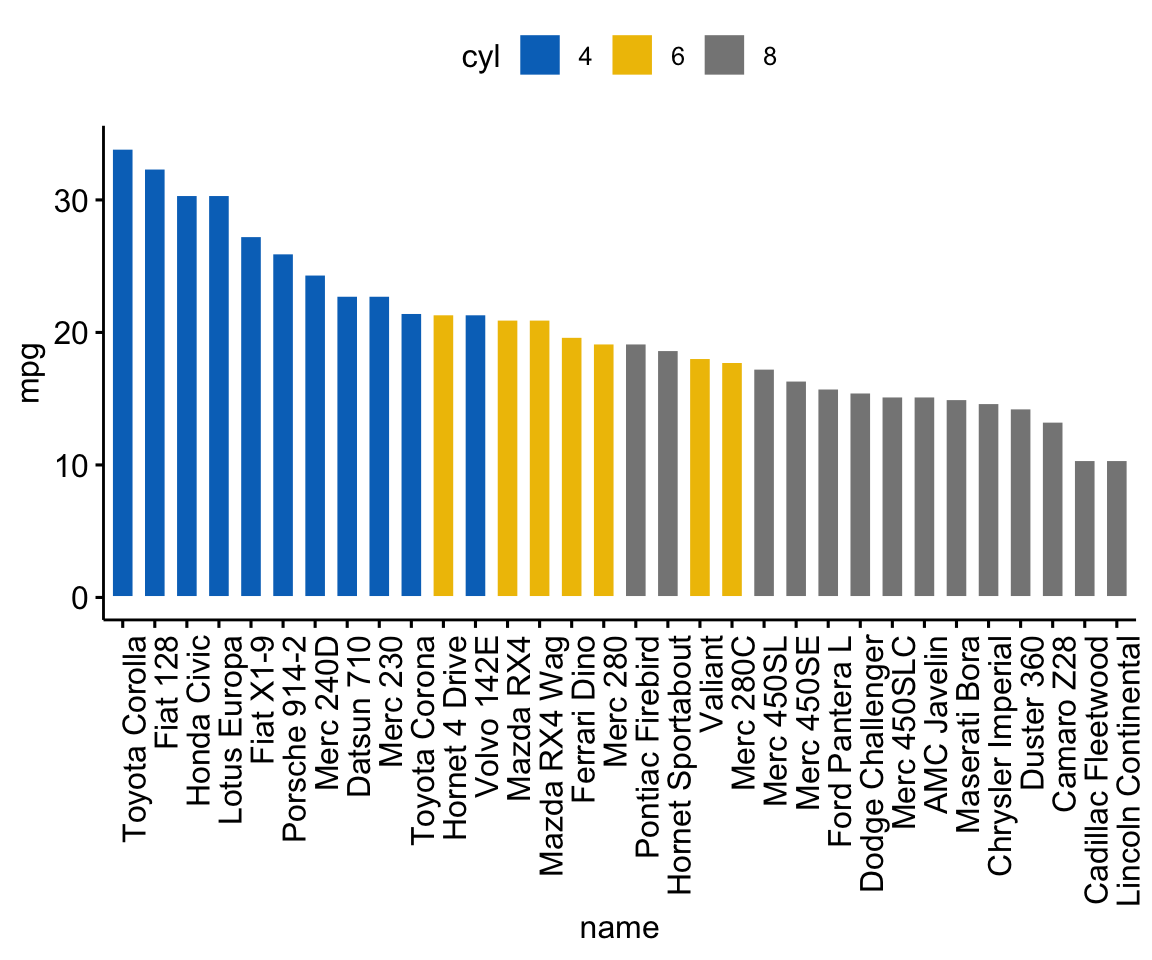 cyl 4 6 8
mpg
30
20
10
0
Toyota Corolla
Fiat 128
Honda Civic
Lotus Europa
Fiat X1-9
Porsche 914-2
Merc 240D
Datsun 710
Merc 230
Toyota Corona
Hornet 4 Drive
Volvo 142E
Mazda RX4
Mazda RX4 Wag
Ferrari Dino
Merc 280
Pontiac Firebird
Hornet Sportabout
Valiant
Merc 280C
Merc 450SL
Merc 450SE
Ford Pantera L
Dodge Challenger
Merc 450SLC
AMC Javelin
Maserati Bora
Chrysler Imperial
Duster 360
Camaro Z28
Cadillac Fleetwood
Lincoln Continental
name